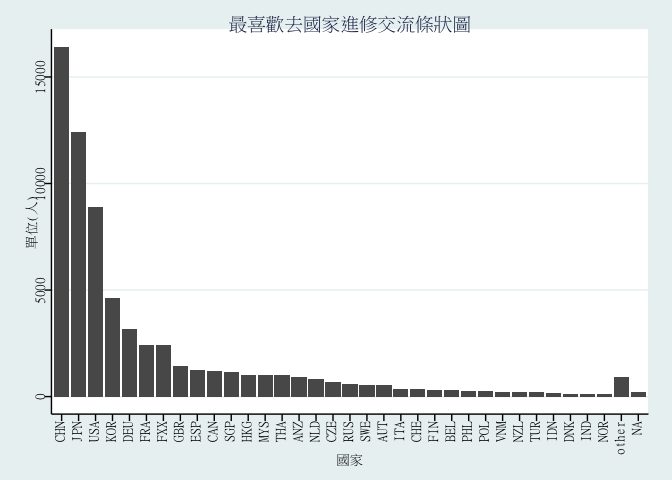 最喜歡去國家進修交流條狀圖
單位(人)
15000
10000
5000
0
CHN JPN USA KOR DEU FRA FXX GBR ESP CAN SGP HKG MYS THA ANZ NLD CZE RUS SWE AUT ITA CHE FIN BEL PHL POL VNM NZL TUR IDN DNK IND NOR other NA
國家